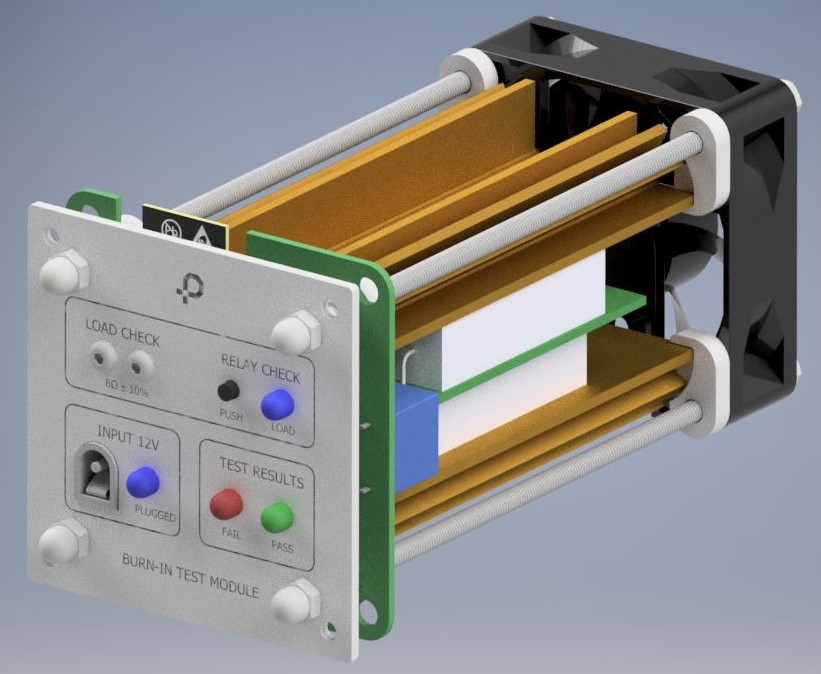 LOAD CHECK
8Ω ± 10%
RELAY CHECK
PUSH
LOAD
INPUT 12V
PLUGGED
TEST RESULTS
FAIL
PASS
BURN-IN TEST MODULE
Pb